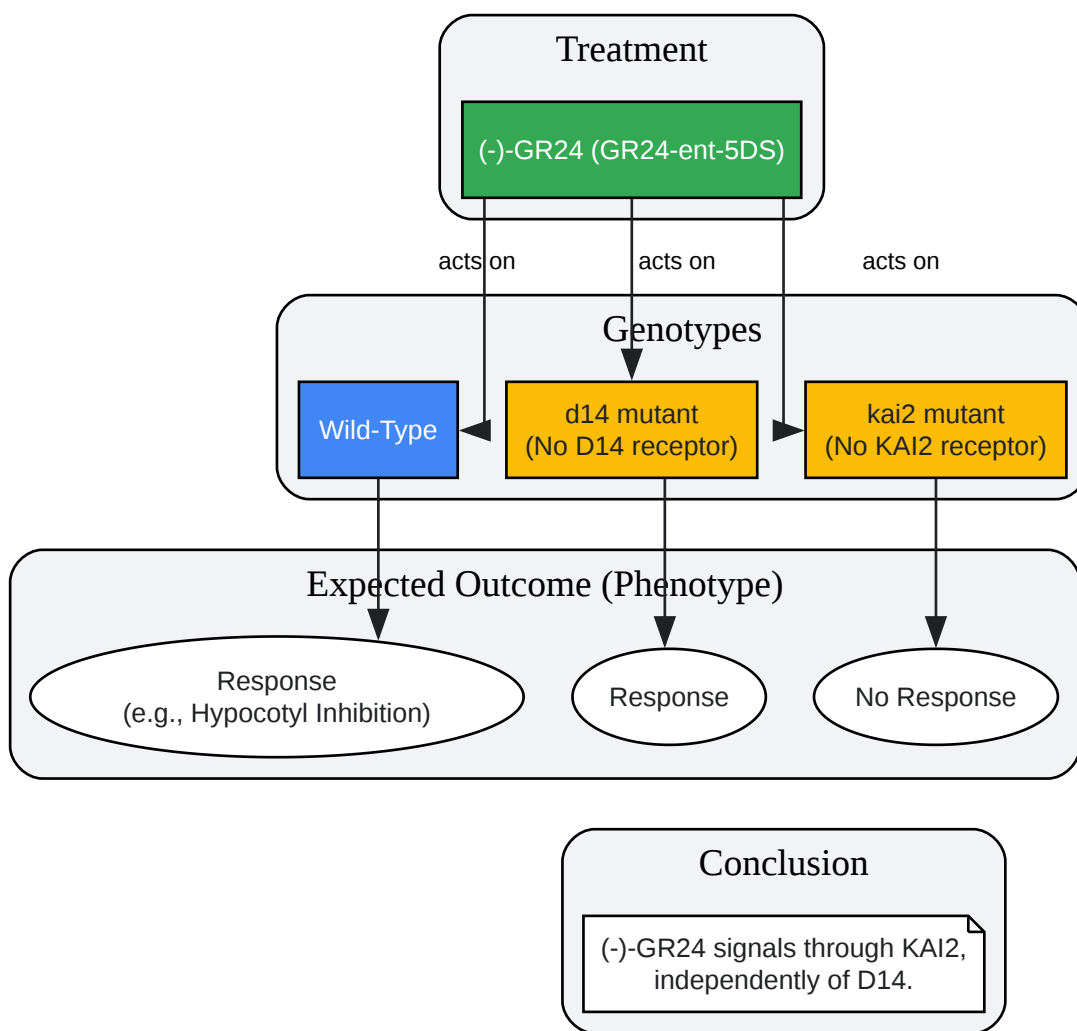 Treatment
(-)-GR24 (GR24-ent-5DS)
acts on
acts on
acts on
Genotypes
Wild-Type
d14 mutant
(No D14 receptor)
kai2 mutant
(No KAI2 receptor)
Expected Outcome (Phenotype)
Response
(e.g., Hypocotyl Inhibition)
Response
No Response
Conclusion
(-)-GR24 signals through KAI2,
independently of D14.